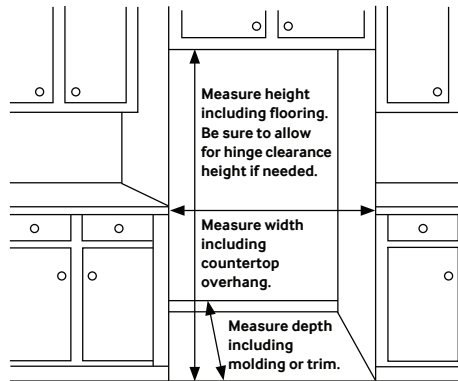 Measure height
including flooring.
Be sure to allow
for hinge clearance
height if needed.
Measure width
including
countertop
overhang.
Measure depth
including
molding or trim.